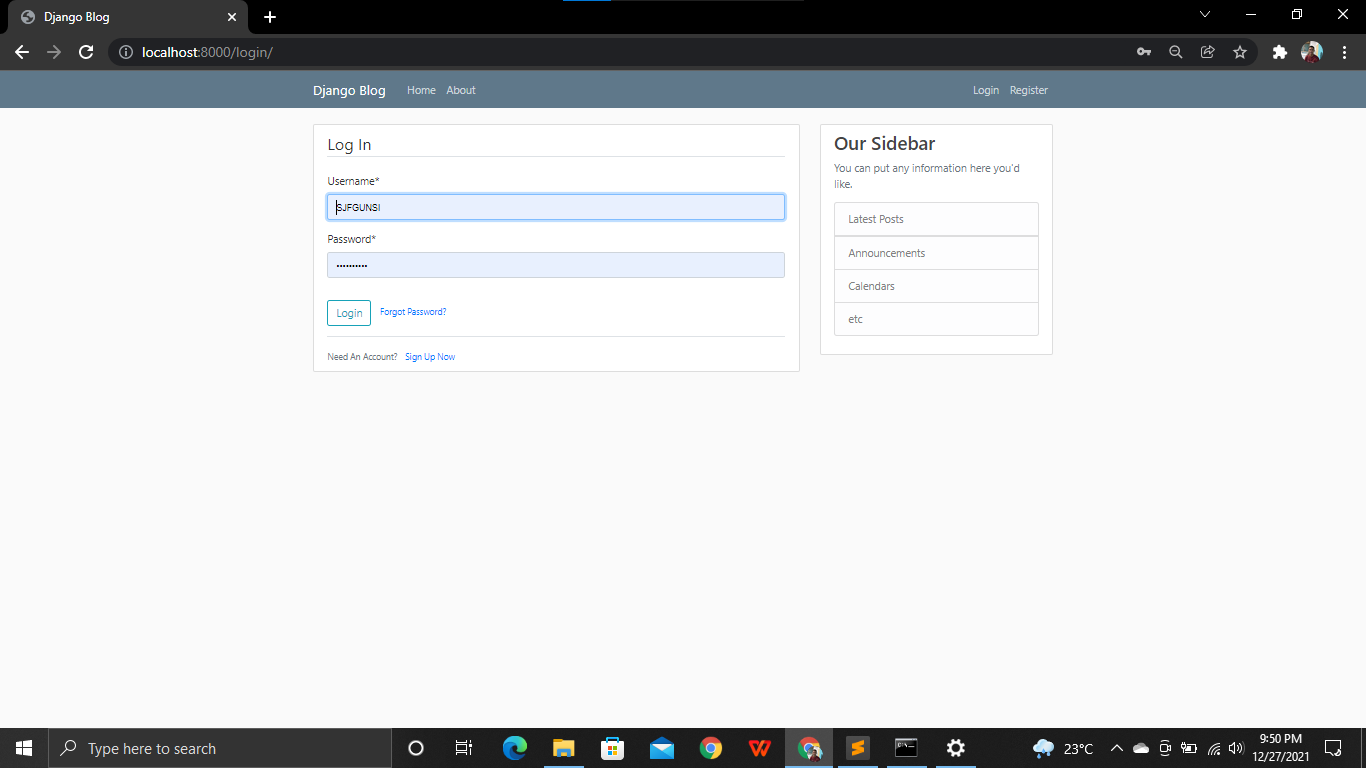 Django Blog
localhost:8000/login/
Django Blog Home About Login Register
Log In
Username*
SJFGUNSI
Password*
••••••••••
Login Forgot Password?
Need An Account? Sign Up Now
Our Sidebar
You can put any information here you'd
like.
Latest Posts
Announcements
Calendars
etc
Type here to search
23°C
9:50 PM
12/27/2021